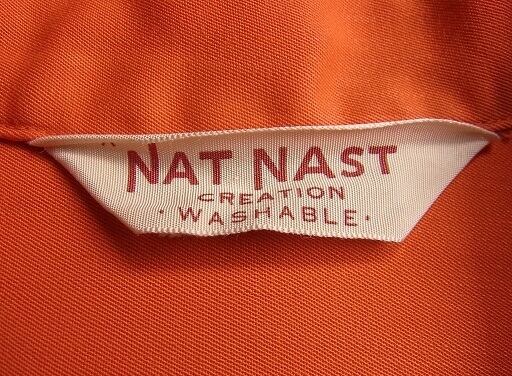 NAT NAST
CREATION
· WASHABLE ·